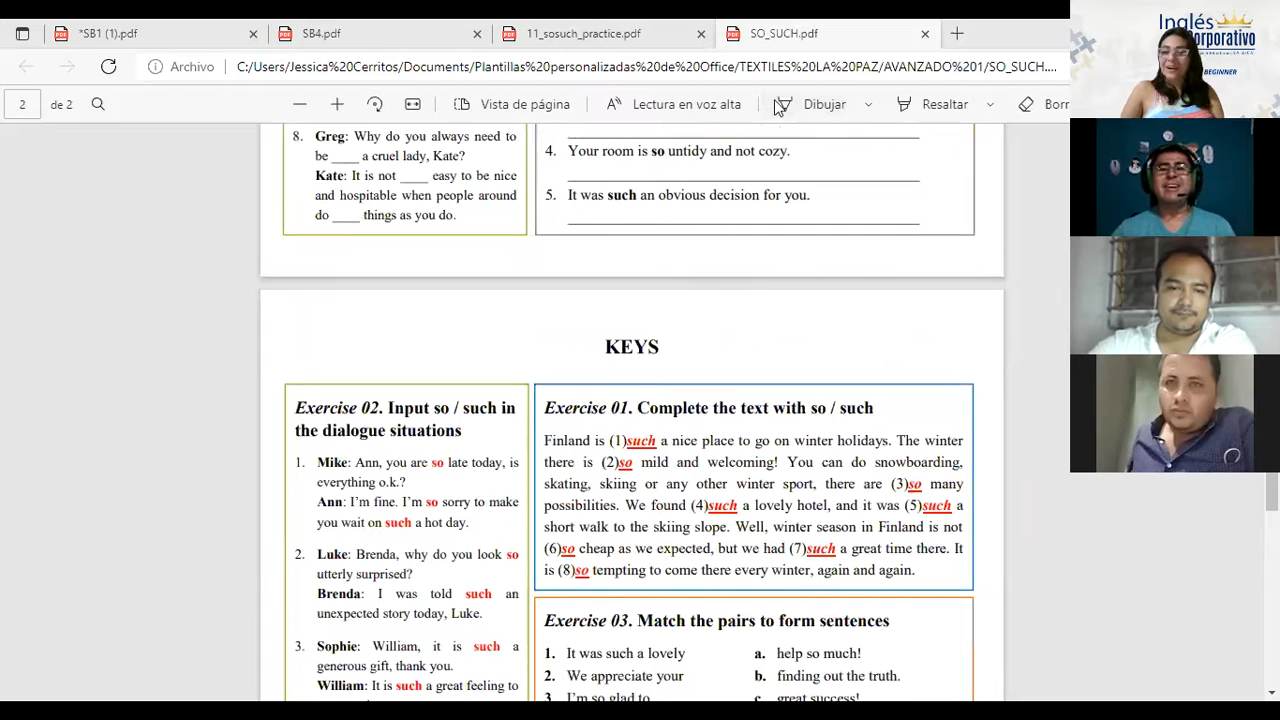 *SB1 (1).pdf
SB4.pdf
11_sosuch_practice.pdf
SO_SUCH.pdf
Archivo
C:/Users/Jessica%20Cerritos/Documents/Plantillas%20personalizadas%20de%20Office/TEXTILES%20LA%20PAZ/AVANZADO%201/SO_SUCH....
2 de 2
Vista de página
Lectura en voz alta
Dibujar
Resaltar
Borr
8. Greg: Why do you always need to
be ____ a cruel lady, Kate?
Kate: It is not ____ easy to be nice
and hospitable when people around
do ____ things as you do.
4. Your room is so untidy and not cozy.
5. It was such an obvious decision for you.
KEYS
Exercise 02. Input so / such in
the dialogue situations
1. Mike: Ann, you are so late today, is
everything o.k.?
Ann: I'm fine. I'm so sorry to make
you wait on such a hot day.
2. Luke: Brenda, why do you look so
utterly surprised?
Brenda: I was told such an
unexpected story today, Luke.
3. Sophie: William, it is such a
generous gift, thank you.
William: It is such a great feeling to
Exercise 01. Complete the text with so / such
Finland is (1)such a nice place to go on winter holidays. The winter
there is (2)so mild and welcoming! You can do snowboarding,
skating, skiing or any other winter sport, there are (3)so many
possibilities. We found (4)such a lovely hotel, and it was (5)such a
short walk to the skiing slope. Well, winter season in Finland is not
(6)so cheap as we expected, but we had (7)such a great time there. It
is (8)so tempting to come there every winter, again and again.
Exercise 03. Match the pairs to form sentences
1. It was such a lovely
a. help so much!
2. We appreciate your
b. finding out the truth.
3. I'm so glad to
c. great success!
Inglés
orporativo
BEGINNER